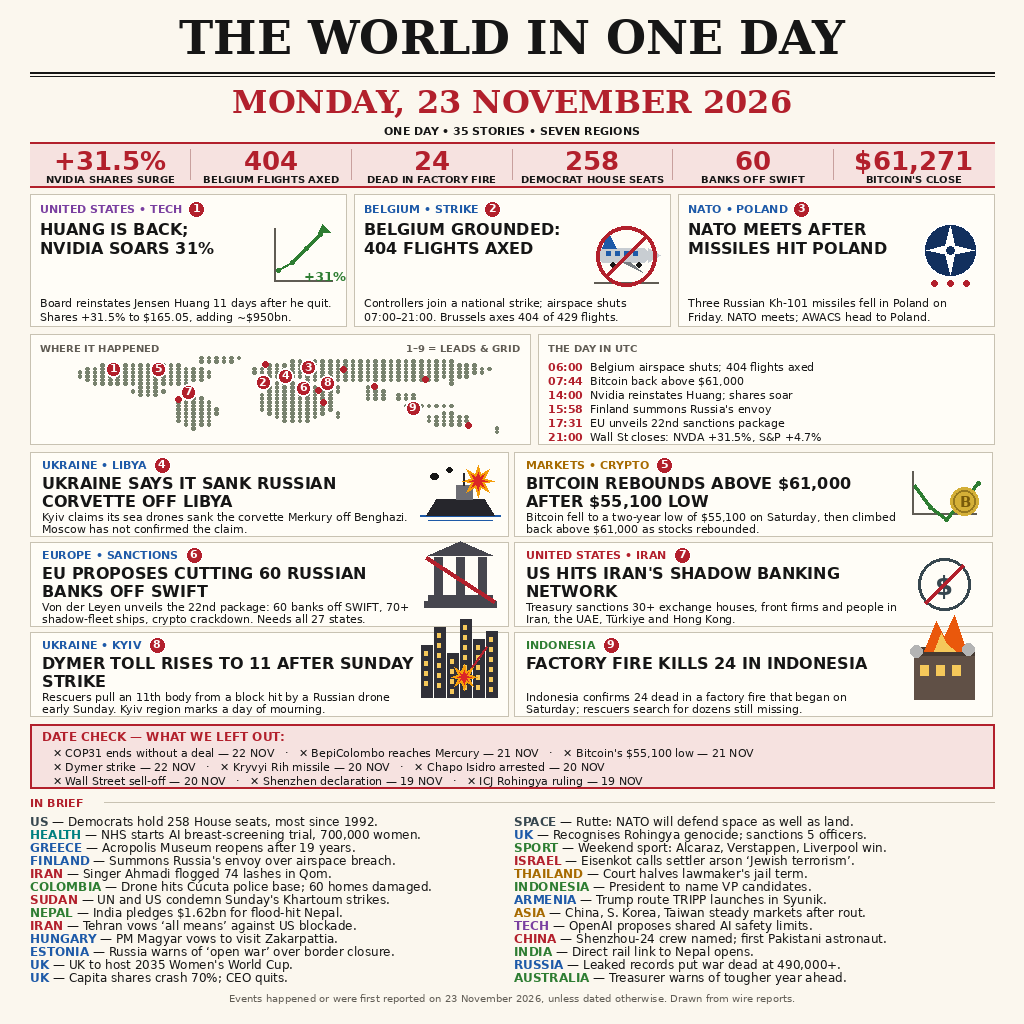 THE WORLD IN ONE DAY
MONDAY, 23 NOVEMBER 2026
ONE DAY • 35 STORIES • SEVEN REGIONS
+31.5%
NVIDIA SHARES SURGE
404
BELGIUM FLIGHTS AXED
24
DEAD IN FACTORY FIRE
258
DEMOCRAT HOUSE SEATS
60
BANKS OFF SWIFT
$61,271
BITCOIN'S CLOSE
UNITED STATES • TECH 1
HUANG IS BACK;
NVIDIA SOARS 31%
+31%
Board reinstates Jensen Huang 11 days after he quit.
Shares +31.5% to $165.05, adding ~$950bn.
BELGIUM • STRIKE 2
BELGIUM GROUNDED:
404 FLIGHTS AXED
Controllers join a national strike; airspace shuts
07:00–21:00. Brussels axes 404 of 429 flights.
NATO • POLAND 3
NATO MEETS AFTER
MISSILES HIT POLAND
Three Russian Kh-101 missiles fell in Poland on
Friday. NATO meets; AWACS head to Poland.
WHERE IT HAPPENED 1–9 = LEADS & GRID
1 5 3 4 2 6 8 7 9
THE DAY IN UTC
06:00 Belgium airspace shuts; 404 flights axed
07:44 Bitcoin back above $61,000
14:00 Nvidia reinstates Huang; shares soar
15:58 Finland summons Russia's envoy
17:31 EU unveils 22nd sanctions package
21:00 Wall St closes: NVDA +31.5%, S&P +4.7%
UKRAINE • LIBYA 4
UKRAINE SAYS IT SANK RUSSIAN
CORVETTE OFF LIBYA
Kyiv claims its sea drones sank the corvette Merkury off Benghazi.
Moscow has not confirmed the claim.
MARKETS • CRYPTO 5
BITCOIN REBOUNDS ABOVE $61,000
AFTER $55,100 LOW
B
Bitcoin fell to a two-year low of $55,100 on Saturday, then climbed
back above $61,000 as stocks rebounded.
EUROPE • SANCTIONS 6
EU PROPOSES CUTTING 60 RUSSIAN
BANKS OFF SWIFT
Von der Leyen unveils the 22nd package: 60 banks off SWIFT, 70+
shadow-fleet ships, crypto crackdown. Needs all 27 states.
UNITED STATES • IRAN 7
US HITS IRAN'S SHADOW BANKING
NETWORK
$
Treasury sanctions 30+ exchange houses, front firms and people in
Iran, the UAE, Türkiye and Hong Kong.
UKRAINE • KYIV 8
DYMER TOLL RISES TO 11 AFTER SUNDAY
STRIKE
Rescuers pull an 11th body from a block hit by a Russian drone
early Sunday. Kyiv region marks a day of mourning.
INDONESIA 9
FACTORY FIRE KILLS 24 IN INDONESIA
Indonesia confirms 24 dead in a factory fire that began on
Saturday; rescuers search for dozens still missing.
DATE CHECK — WHAT WE LEFT OUT:
× COP31 ends without a deal — 22 NOV · × BepiColombo reaches Mercury — 21 NOV · × Bitcoin's $55,100 low — 21 NOV
× Dymer strike — 22 NOV · × Kryvyi Rih missile — 20 NOV · × Chapo Isidro arrested — 20 NOV
× Wall Street sell-off — 20 NOV · × Shenzhen declaration — 19 NOV · × ICJ Rohingya ruling — 19 NOV
IN BRIEF
US — Democrats hold 258 House seats, most since 1992.
HEALTH — NHS starts AI breast-screening trial, 700,000 women.
GREECE — Acropolis Museum reopens after 19 years.
FINLAND — Summons Russia's envoy over airspace breach.
IRAN — Singer Ahmadi flogged 74 lashes in Qom.
COLOMBIA — Drone hits Cúcuta police base; 60 homes damaged.
SUDAN — UN and US condemn Sunday's Khartoum strikes.
NEPAL — India pledges $1.62bn for flood-hit Nepal.
IRAN — Tehran vows ‘all means’ against US blockade.
HUNGARY — PM Magyar vows to visit Zakarpattia.
ESTONIA — Russia warns of ‘open war’ over border closure.
UK — UK to host 2035 Women's World Cup.
UK — Capita shares crash 70%; CEO quits.
SPACE — Rutte: NATO will defend space as well as land.
UK — Recognises Rohingya genocide; sanctions 5 officers.
SPORT — Weekend sport: Alcaraz, Verstappen, Liverpool win.
ISRAEL — Eisenkot calls settler arson ‘Jewish terrorism’.
THAILAND — Court halves lawmaker's jail term.
INDONESIA — President to name VP candidates.
ARMENIA — Trump route TRIPP launches in Syunik.
ASIA — China, S. Korea, Taiwan steady markets after rout.
TECH — OpenAI proposes shared AI safety limits.
CHINA — Shenzhou-24 crew named; first Pakistani astronaut.
INDIA — Direct rail link to Nepal opens.
RUSSIA — Leaked records put war dead at 490,000+.
AUSTRALIA — Treasurer warns of tougher year ahead.
Events happened or were first reported on 23 November 2026, unless dated otherwise. Drawn from wire reports.